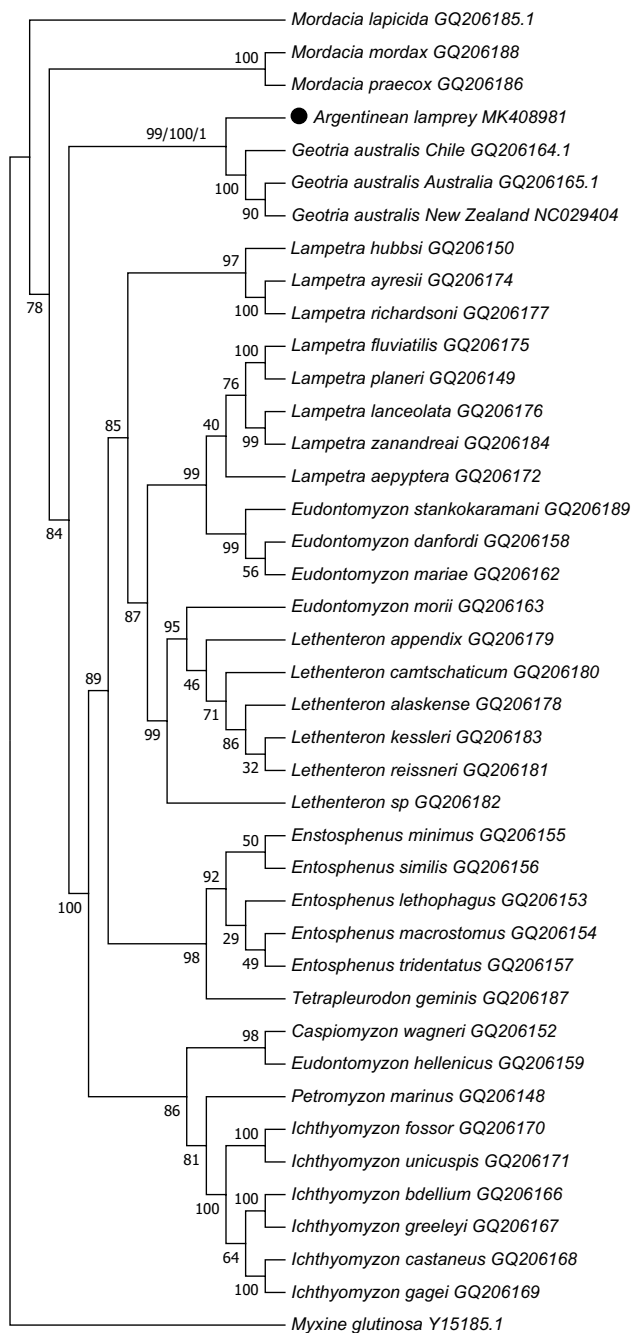 Mordacia lapicida GQ206185.1
100
Mordacia mordax GQ206188
Mordacia praecox GQ206186
99/100/1
Argentinean lamprey MK408981
Geotria australis Chile GQ206164.1
100
Geotria australis Australia GQ206165.1
90
Geotria australis New Zealand NC029404
97
Lampetra hubbsi GQ206150
78
Lampetra ayresii GQ206174
100
Lampetra richardsoni GQ206177
100
Lampetra fluviatilis GQ206175
76
Lampetra planeri GQ206149
40
Lampetra lanceolata GQ206176
85
99
Lampetra zanandreai GQ206184
99
Lampetra aepyptera GQ206172
Eudontomyzon stankokaramani GQ206189
84
99
Eudontomyzon danfordi GQ206158
56
Eudontomyzon mariae GQ206162
87
95
Eudontomyzon morii GQ206163
Lethenteron appendix GQ206179
46
Lethenteron camtschaticum GQ206180
89
71
Lethenteron alaskense GQ206178
99
86
Lethenteron kessleri GQ206183
32
Lethenteron reissneri GQ206181
Lethenteron sp GQ206182
50
Enstosphenus minimus GQ206155
92
Entosphenus similis GQ206156
100
Entosphenus lethophagus GQ206153
29
Entosphenus macrostomus GQ206154
98
49
Entosphenus tridentatus GQ206157
Tetrapleurodon geminis GQ206187
98
Caspiomyzon wagneri GQ206152
Eudontomyzon hellenicus GQ206159
86
Petromyzon marinus GQ206148
81
100
Ichthyomyzon fossor GQ206170
Ichthyomyzon unicuspis GQ206171
100
100
Ichthyomyzon bdellium GQ206166
64
Ichthyomyzon greeleyi GQ206167
Ichthyomyzon castaneus GQ206168
100
Ichthyomyzon gagei GQ206169
Myxine glutinosa Y15185.1